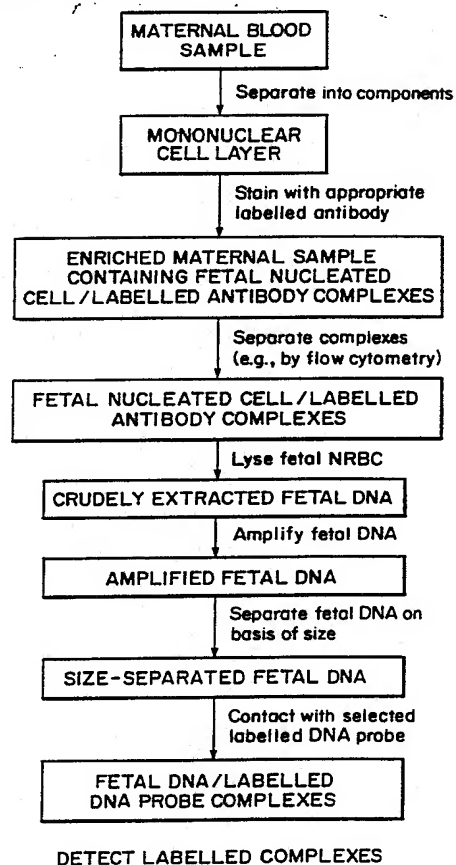 MATERNAL BLOOD
SAMPLE
Separate into components
MONONUCLEAR
CELL LAYER
Stain with appropriate
labelled antibody
ENRICHED MATERNAL SAMPLE
CONTAINING FETAL NUCLEATED
CELL/LABELLED ANTIBODY COMPLEXES
Separate complexes
(e.g., by flow cytometry)
FETAL NUCLEATED CELL/LABELLED
ANTIBODY COMPLEXES
Lyse fetal NRBC
CRUDELY EXTRACTED FETAL DNA
Amplify fetal DNA
AMPLIFIED FETAL DNA
Separate fetal DNA on
basis of size
SIZE-SEPARATED FETAL DNA
Contact with selected
labelled DNA probe
FETAL DNA/LABELLED
DNA PROBE COMPLEXES
DETECT LABELLED COMPLEXES